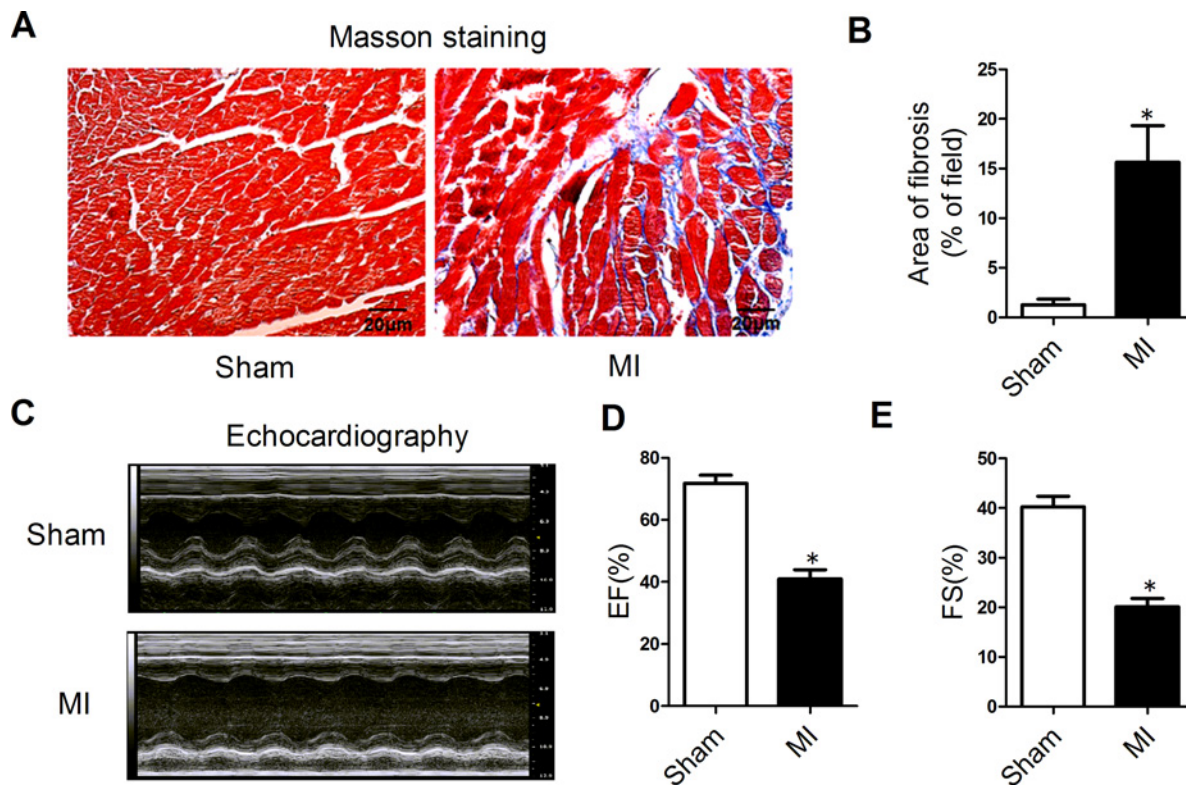 A
Masson staining
20μm
20μm
Sham
MI
B
Area of fibrosis
(% of field)
25
20
15
10
5
0
*
Sham
MI
C
Echocardiography
Sham
MI
D
EF(%)
80
60
40
20
0
*
Sham
MI
E
FS(%)
50
40
30
20
10
0
*
Sham
MI